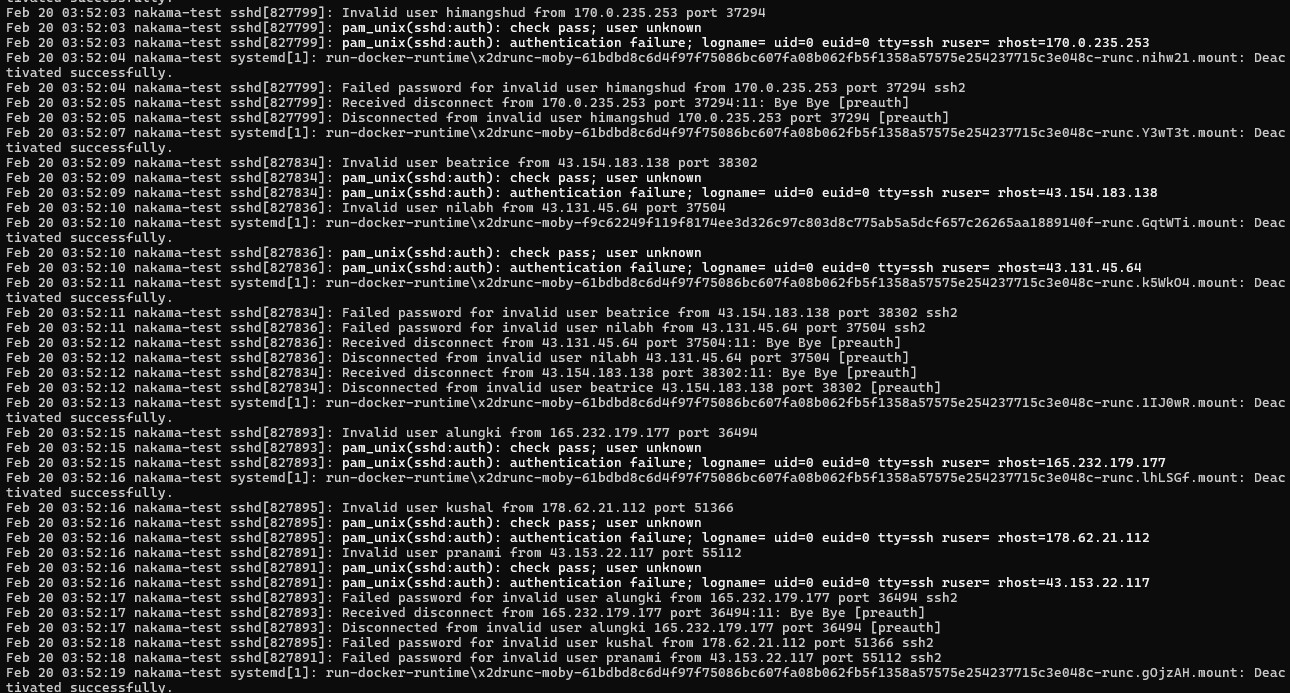 tivated successfully.
Feb 20 03:52:03 nakama-test sshd[827799]: Invalid user himangshud from 170.0.235.253 port 37294
Feb 20 03:52:03 nakama-test sshd[827799]: pam_unix(sshd:auth): check pass; user unknown
Feb 20 03:52:03 nakama-test sshd[827799]: pam_unix(sshd:auth): authentication failure; logname= uid=0 euid=0 tty=ssh ruser= rhost=170.0.235.253
Feb 20 03:52:04 nakama-test systemd[1]: run-docker-runtime\x2drunc-moby-61bdbd8c6d4f97f75086bc607fa08b062fb5f1358a57575e254237715c3e048c-runc.nihw21.mount: Deac
tivated successfully.
Feb 20 03:52:04 nakama-test sshd[827799]: Failed password for invalid user himangshud from 170.0.235.253 port 37294 ssh2
Feb 20 03:52:05 nakama-test sshd[827799]: Received disconnect from 170.0.235.253 port 37294:11: Bye Bye [preauth]
Feb 20 03:52:05 nakama-test sshd[827799]: Disconnected from invalid user himangshud 170.0.235.253 port 37294 [preauth]
Feb 20 03:52:07 nakama-test systemd[1]: run-docker-runtime\x2drunc-moby-61bdbd8c6d4f97f75086bc607fa08b062fb5f1358a57575e254237715c3e048c-runc.Y3wT3t.mount: Deac
tivated successfully.
Feb 20 03:52:09 nakama-test sshd[827834]: Invalid user beatrice from 43.154.183.138 port 38302
Feb 20 03:52:09 nakama-test sshd[827834]: pam_unix(sshd:auth): check pass; user unknown
Feb 20 03:52:09 nakama-test sshd[827834]: pam_unix(sshd:auth): authentication failure; logname= uid=0 euid=0 tty=ssh ruser= rhost=43.154.183.138
Feb 20 03:52:10 nakama-test sshd[827836]: Invalid user nilabh from 43.131.45.64 port 37504
Feb 20 03:52:10 nakama-test systemd[1]: run-docker-runtime\x2drunc-moby-f9c62249f119f8174ee3d326c97c803d8c775ab5a5dcf657c26265aa1889140f-runc.GqtWTi.mount: Deac
tivated successfully.
Feb 20 03:52:10 nakama-test sshd[827836]: pam_unix(sshd:auth): check pass; user unknown
Feb 20 03:52:10 nakama-test sshd[827836]: pam_unix(sshd:auth): authentication failure; logname= uid=0 euid=0 tty=ssh ruser= rhost=43.131.45.64
Feb 20 03:52:11 nakama-test systemd[1]: run-docker-runtime\x2drunc-moby-61bdbd8c6d4f97f75086bc607fa08b062fb5f1358a57575e254237715c3e048c-runc.k5WkO4.mount: Deac
tivated successfully.
Feb 20 03:52:11 nakama-test sshd[827834]: Failed password for invalid user beatrice from 43.154.183.138 port 38302 ssh2
Feb 20 03:52:11 nakama-test sshd[827836]: Failed password for invalid user nilabh from 43.131.45.64 port 37504 ssh2
Feb 20 03:52:12 nakama-test sshd[827836]: Received disconnect from 43.131.45.64 port 37504:11: Bye Bye [preauth]
Feb 20 03:52:12 nakama-test sshd[827836]: Disconnected from invalid user nilabh 43.131.45.64 port 37504 [preauth]
Feb 20 03:52:12 nakama-test sshd[827834]: Received disconnect from 43.154.183.138 port 38302:11: Bye Bye [preauth]
Feb 20 03:52:12 nakama-test sshd[827834]: Disconnected from invalid user beatrice 43.154.183.138 port 38302 [preauth]
Feb 20 03:52:13 nakama-test systemd[1]: run-docker-runtime\x2drunc-moby-61bdbd8c6d4f97f75086bc607fa08b062fb5f1358a57575e254237715c3e048c-runc.1IJ0wR.mount: Deac
tivated successfully.
Feb 20 03:52:15 nakama-test sshd[827893]: Invalid user alungki from 165.232.179.177 port 36494
Feb 20 03:52:15 nakama-test sshd[827893]: pam_unix(sshd:auth): check pass; user unknown
Feb 20 03:52:15 nakama-test sshd[827893]: pam_unix(sshd:auth): authentication failure; logname= uid=0 euid=0 tty=ssh ruser= rhost=165.232.179.177
Feb 20 03:52:16 nakama-test systemd[1]: run-docker-runtime\x2drunc-moby-61bdbd8c6d4f97f75086bc607fa08b062fb5f1358a57575e254237715c3e048c-runc.lhLSGf.mount: Deac
tivated successfully.
Feb 20 03:52:16 nakama-test sshd[827895]: Invalid user kushal from 178.62.21.112 port 51366
Feb 20 03:52:16 nakama-test sshd[827895]: pam_unix(sshd:auth): check pass; user unknown
Feb 20 03:52:16 nakama-test sshd[827895]: pam_unix(sshd:auth): authentication failure; logname= uid=0 euid=0 tty=ssh ruser= rhost=178.62.21.112
Feb 20 03:52:16 nakama-test sshd[827891]: Invalid user pranami from 43.153.22.117 port 55112
Feb 20 03:52:16 nakama-test sshd[827891]: pam_unix(sshd:auth): check pass; user unknown
Feb 20 03:52:16 nakama-test sshd[827891]: pam_unix(sshd:auth): authentication failure; logname= uid=0 euid=0 tty=ssh ruser= rhost=43.153.22.117
Feb 20 03:52:17 nakama-test sshd[827893]: Failed password for invalid user alungki from 165.232.179.177 port 36494 ssh2
Feb 20 03:52:17 nakama-test sshd[827893]: Received disconnect from 165.232.179.177 port 36494:11: Bye Bye [preauth]
Feb 20 03:52:17 nakama-test sshd[827893]: Disconnected from invalid user alungki 165.232.179.177 port 36494 [preauth]
Feb 20 03:52:18 nakama-test sshd[827895]: Failed password for invalid user kushal from 178.62.21.112 port 51366 ssh2
Feb 20 03:52:18 nakama-test sshd[827891]: Failed password for invalid user pranami from 43.153.22.117 port 55112 ssh2
Feb 20 03:52:19 nakama-test systemd[1]: run-docker-runtime\x2drunc-moby-61bdbd8c6d4f97f75086bc607fa08b062fb5f1358a57575e254237715c3e048c-runc.gOjzAH.mount: Deac
tivated successfully.